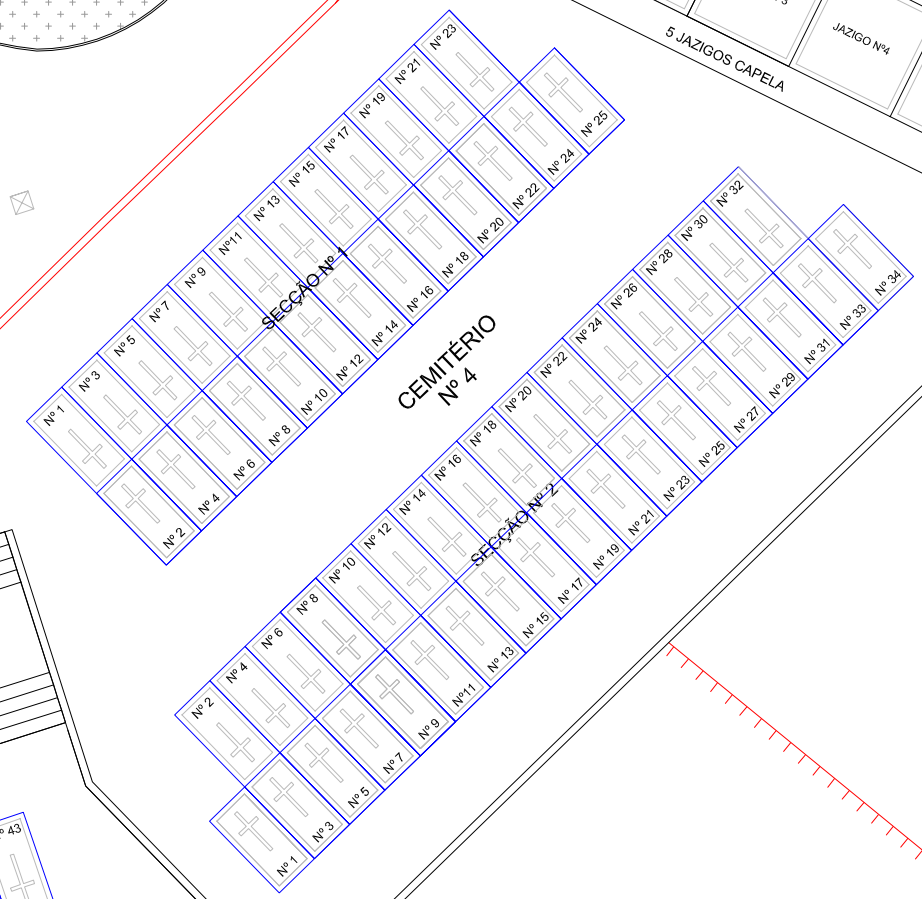 5 JAZIGOS CAPELA
JAZIGO Nº4
Nº 23
Nº 21
Nº 19
Nº 17
Nº 15
Nº 13
Nº11
Nº 9
Nº 7
Nº 5
Nº 3
Nº 1
SECÇÃO Nº 1
Nº 25
Nº 24
Nº 22
Nº 20
Nº 18
Nº 16
Nº 14
Nº 12
Nº 10
Nº 8
Nº 6
Nº 4
Nº 2
CEMITÉRIO
Nº 4
Nº 32
Nº 30
Nº 28
Nº 26
Nº 24
Nº 22
Nº 20
Nº 18
Nº 16
Nº 14
Nº 12
Nº 10
Nº 8
Nº 6
Nº 4
Nº 2
SECÇÃO Nº 2
Nº 34
Nº 33
Nº 31
Nº 29
Nº 27
Nº 25
Nº 23
Nº 21
Nº 19
Nº 17
Nº 15
Nº 13
Nº11
Nº 9
Nº 7
Nº 5
Nº 3
Nº 1
º 43